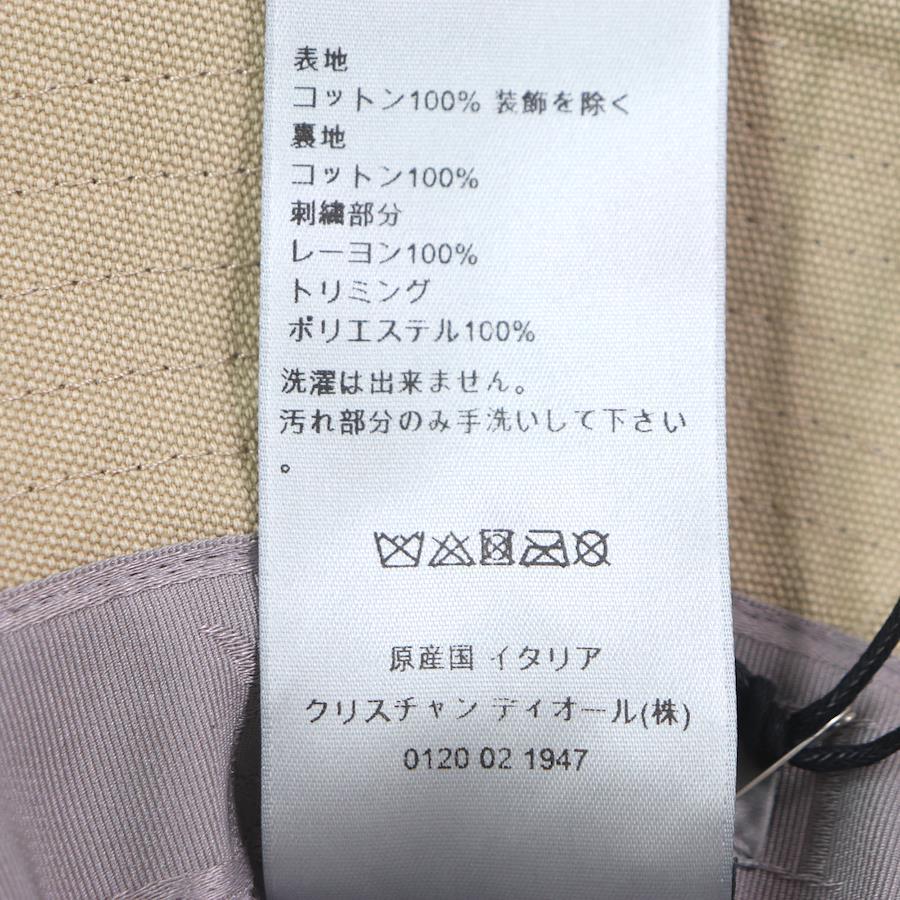 表地
コットン100% 装飾を除く
裏地
コットン100%
刺繍部分
レーヨン100%
トリミング
ポリエステル100%
洗濯は出来ません。
汚れ部分のみ手洗いして下さい
。
原産国 イタリア
クリスチャン ディオール(株)
0120 02 1947